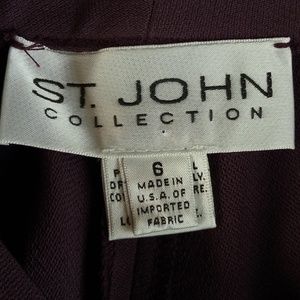 ST. JOHN
COLLECTION
6
MADE IN
U.S.A. OF
IMPORTED
FABRIC